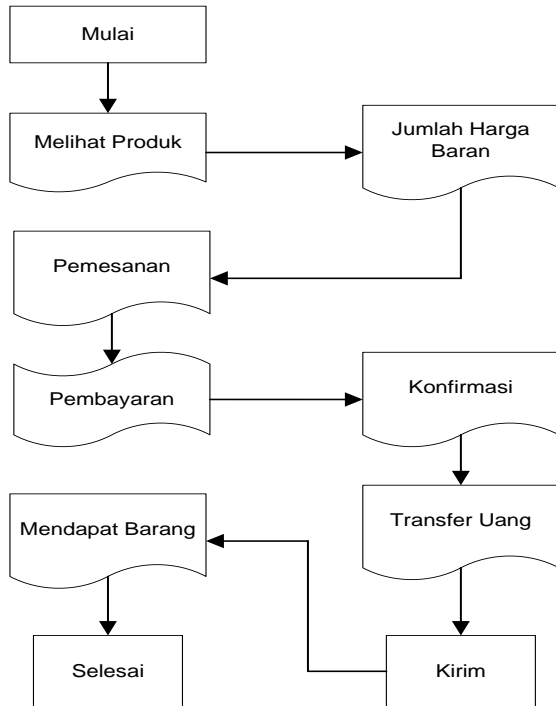 Mulai
Melihat Produk
Jumlah Harga
Baran
Pemesanan
Pembayaran
Konfirmasi
Transfer Uang
Mendapat Barang
Selesai
Kirim